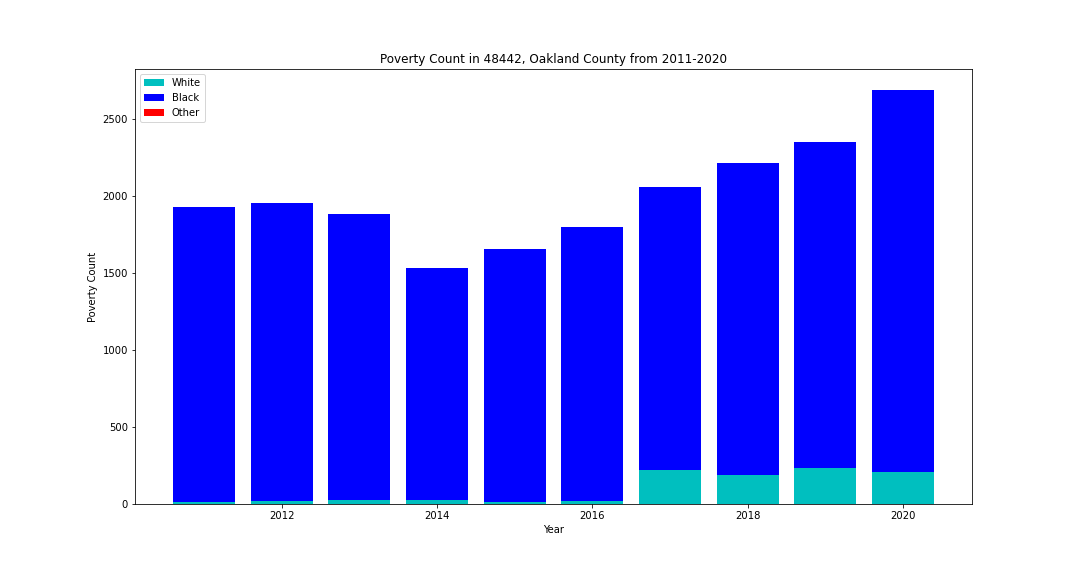 Poverty Count in 48442, Oakland County from 2011-2020
White
Black
Other
2500
2000
1500
1000
500
0
Poverty Count
2012
2014
2016
2018
2020
Year